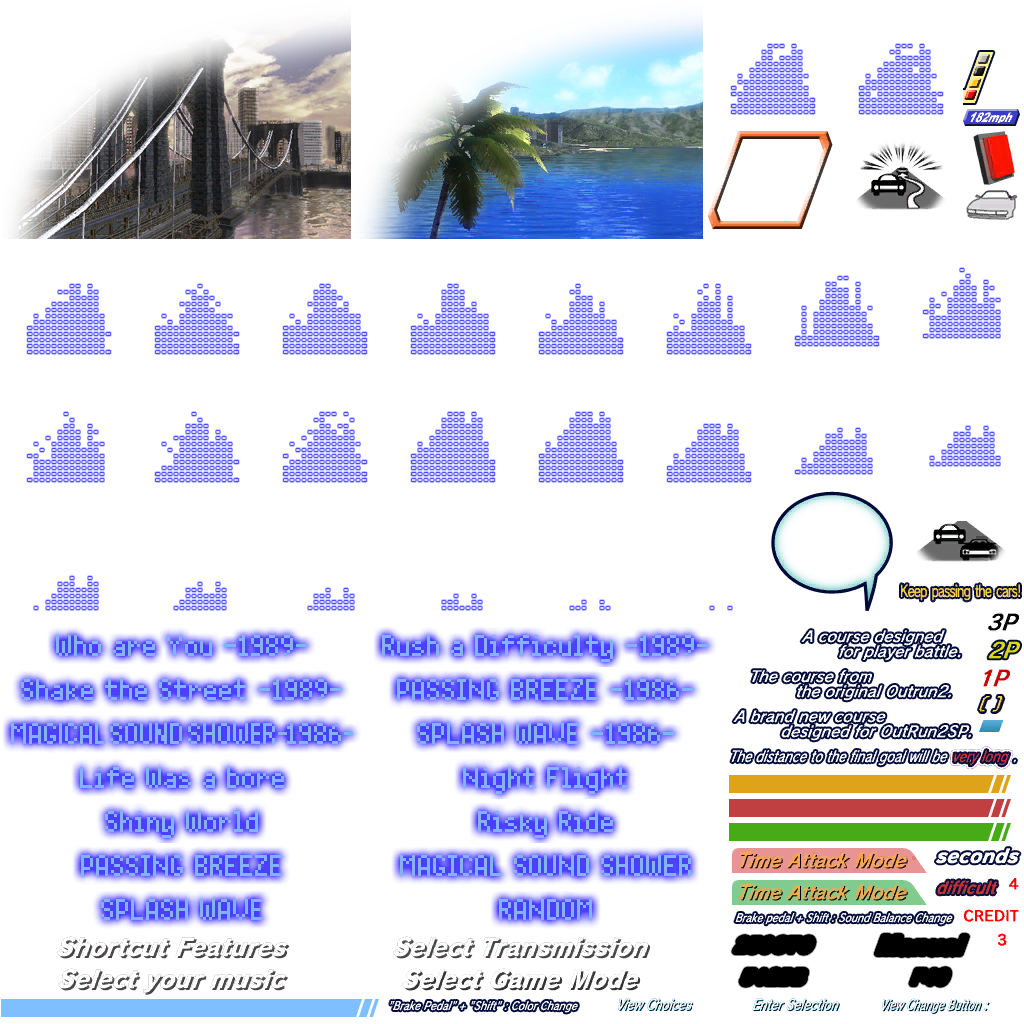 182mph
Keep passing the cars!
3P
2P
1P
( )
A course designed
for player battle.
The course from
the original Outrun2.
A brand new course
designed for OutRun2SP.
The distance to the final goal will be very long .
Who are You -1989-
Rush a Difficulty -1989-
Shake the Street -1989-
PASSING BREEZE -1986-
MAGICAL SOUND SHOWER-1986-
SPLASH WAVE -1986-
Life Was a bore
Night Flight
Shiny World
Risky Ride
PASSING BREEZE
MAGICAL SOUND SHOWER
SPLASH WAVE
RANDOM
Time Attack Mode
seconds
Time Attack Mode
difficult
4
Brake pedal + Shift : Sound Balance Change
CREDIT
3
Shortcut Features
Select Transmission
Manual
Select your music
Select Game Mode
"Brake Pedal" + "Shift" : Color Change
View Choices
Enter Selection
View Change Button :